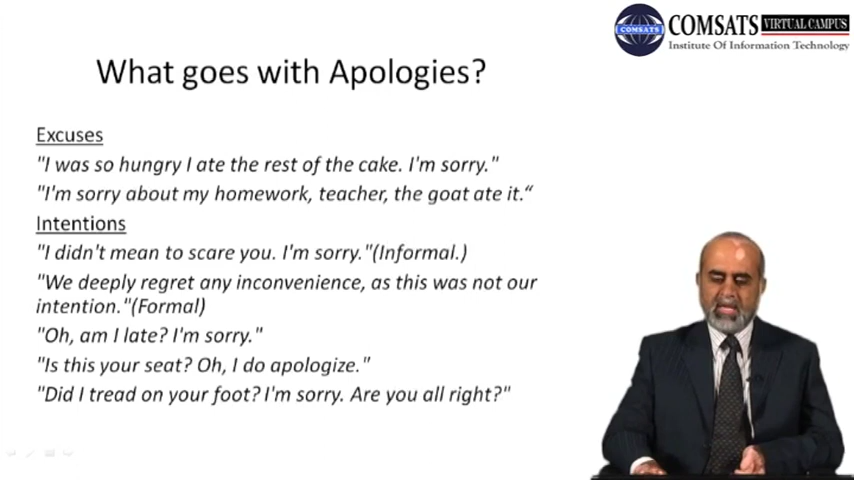 COMSATS
COMSATS VIRTUAL CAMPUS
Institute Of Information Technology
What goes with Apologies?
Excuses
"I was so hungry I ate the rest of the cake. I'm sorry."
"I'm sorry about my homework, teacher, the goat ate it.“
Intentions
"I didn't mean to scare you. I'm sorry."(Informal.)
"We deeply regret any inconvenience, as this was not our
intention."(Formal)
"Oh, am I late? I'm sorry."
"Is this your seat? Oh, I do apologize."
"Did I tread on your foot? I'm sorry. Are you all right?"